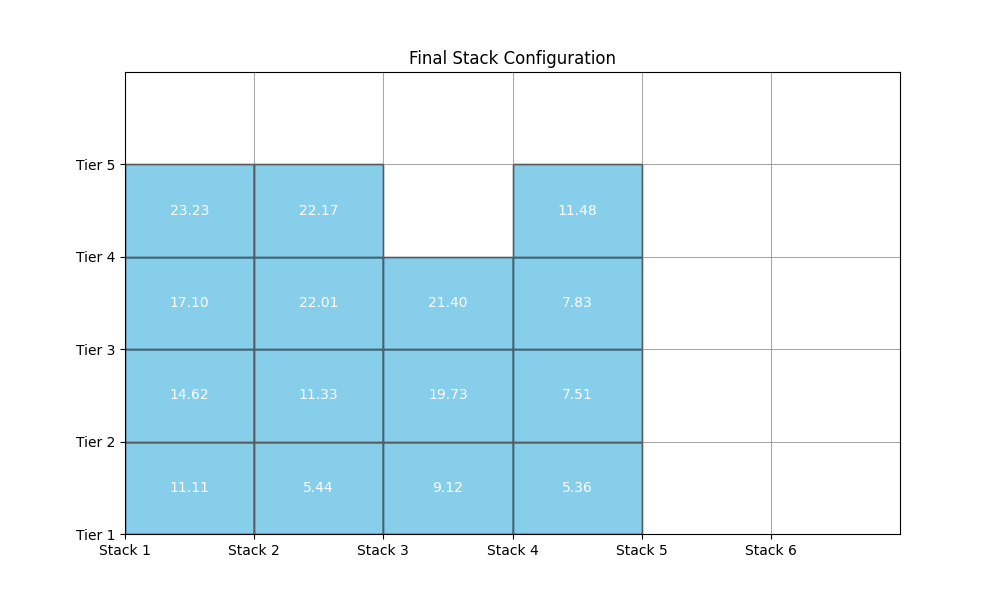 Final Stack Configuration
Tier 5
23.23 22.17 11.48
Tier 4
17.10 22.01 21.40 7.83
Tier 3
14.62 11.33 19.73 7.51
Tier 2
11.11 5.44 9.12 5.36
Tier 1
Stack 1 Stack 2 Stack 3 Stack 4 Stack 5 Stack 6